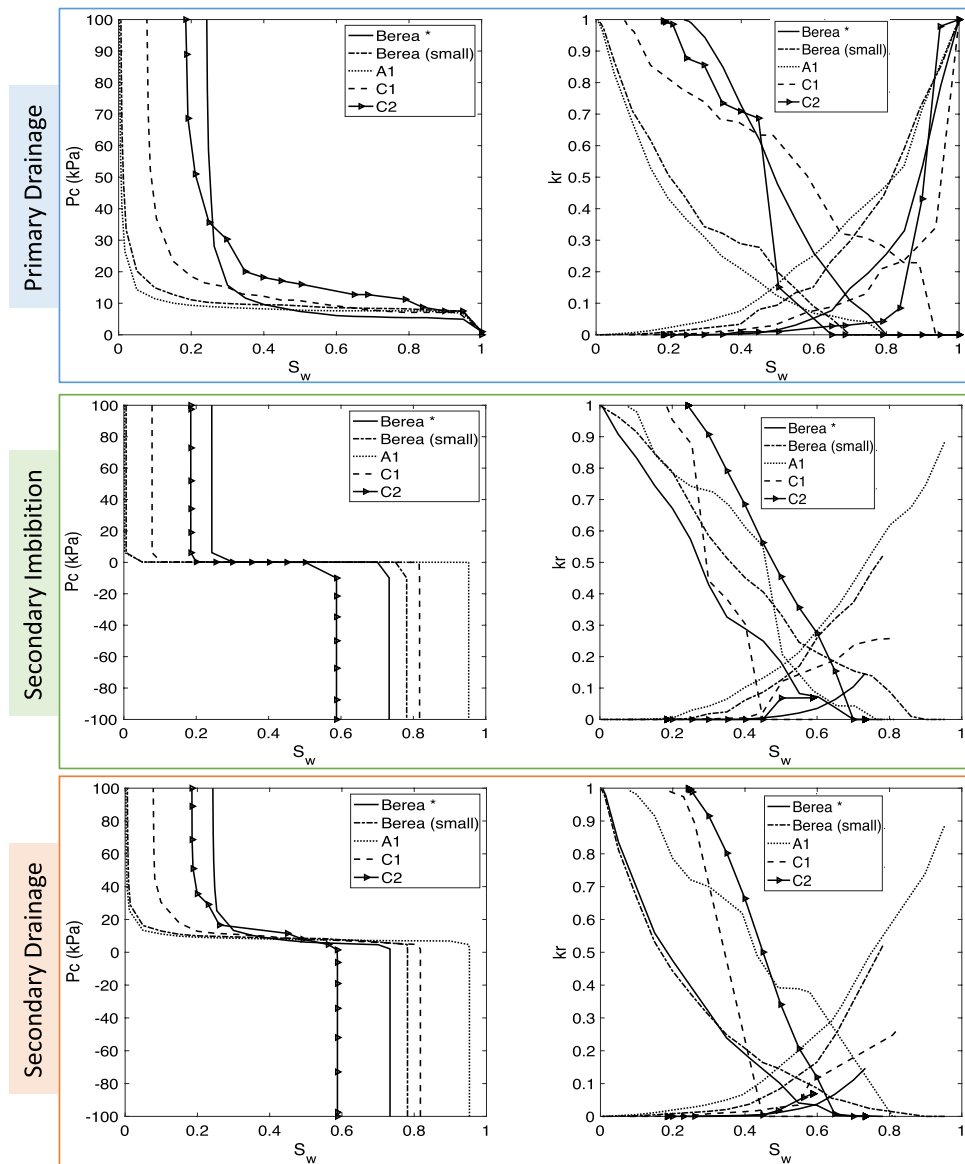 Primary Drainage
Pc (kPa)
100
90
80
70
60
50
40
30
20
10
0
0
0.2
0.4
0.6
0.8
1
S_w
Berea *
Berea (small)
A1
C1
C2
kr
1
0.9
0.8
0.7
0.6
0.5
0.4
0.3
0.2
0.1
0
0
0.2
0.4
0.6
0.8
1
S_w
Berea *
Berea (small)
A1
C1
C2
Secondary Imbibition
Pc (kPa)
100
80
60
40
20
0
-20
-40
-60
-80
-100
0
0.2
0.4
0.6
0.8
1
S_w
Berea *
Berea (small)
A1
C1
C2
kr
1
0.9
0.8
0.7
0.6
0.5
0.4
0.3
0.2
0.1
0
0
0.2
0.4
0.6
0.8
1
S_w
Berea *
Berea (small)
A1
C1
C2
Secondary Drainage
Pc (kPa)
100
80
60
40
20
0
-20
-40
-60
-80
-100
0
0.2
0.4
0.6
0.8
1
S_w
Berea *
Berea (small)
A1
C1
C2
kr
1
0.9
0.8
0.7
0.6
0.5
0.4
0.3
0.2
0.1
0
0
0.2
0.4
0.6
0.8
1
S_w
Berea *
Berea (small)
A1
C1
C2